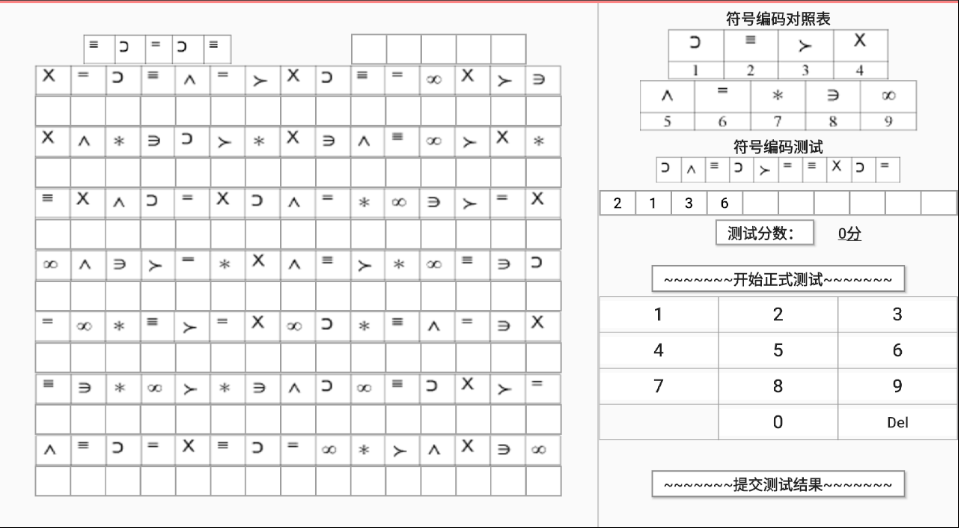 ≡ ⊃ = ⊃ ≡
X = ⊃ ≡ ∧ = ≻ X ⊃ ≡ = ∞ X ≻ ∋
X ∧ * ∋ ⊃ ≻ * X ∋ ∧ ≡ ∞ ≻ X *
≡ X ∧ ⊃ = X ⊃ ∧ = * ∞ ∋ ≻ = X
∞ ∧ ∋ ≻ = * X ∧ ≡ ≻ * ∞ ≡ ∋ ⊃
= ∞ * ≡ ≻ = X ∞ ⊃ * ≡ ∧ = ∋ X
≡ ∋ * ∞ ≻ * ∋ ∧ ⊃ ∞ ≡ ⊃ X ≻ =
∧ ≡ ⊃ = X ≡ ⊃ = ∞ * ≻ ∧ X ∋ ∞
符号编码对照表
⊃ ≡ ≻ X
1 2 3 4
∧ = * ∋ ∞
5 6 7 8 9
符号编码测试
⊃ ∧ ≡ ⊃ ≻ = ≡ X ⊃ =
2 1 3 6
测试分数: 0分
~~~~~~~开始正式测试~~~~~~~
1 2 3
4 5 6
7 8 9
0 Del
~~~~~~~提交测试结果~~~~~~~